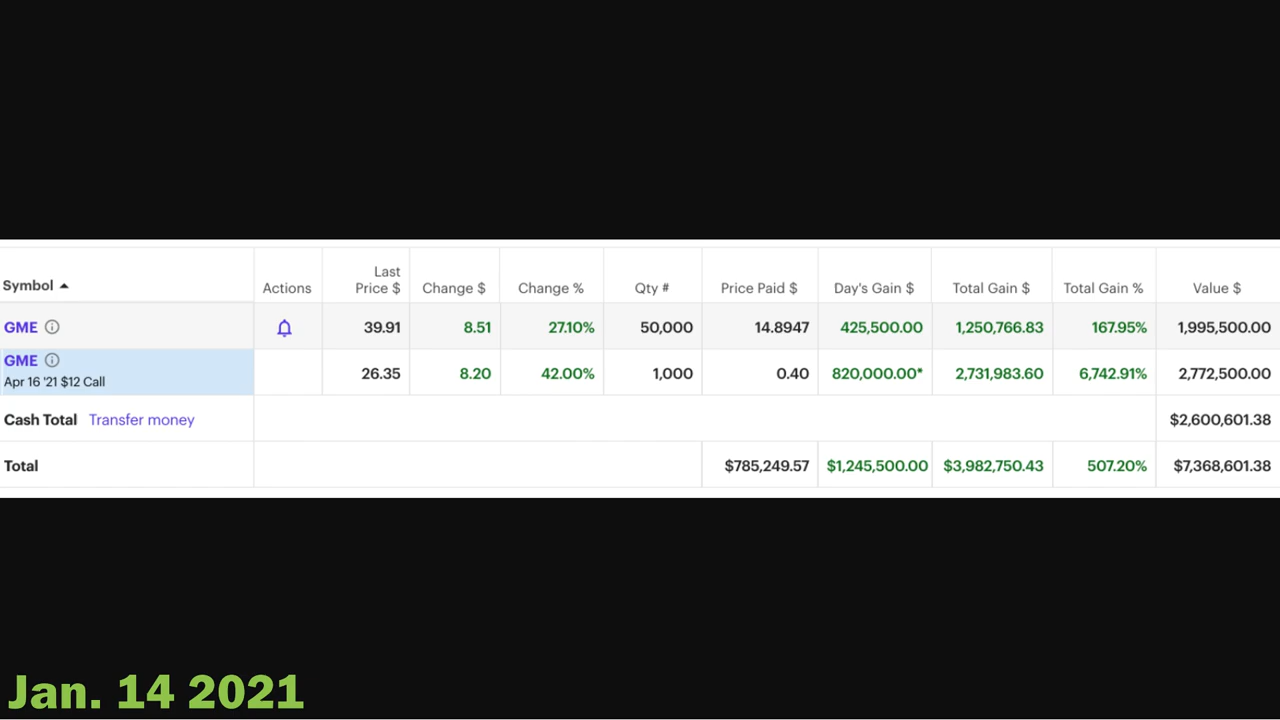 Symbol Actions Last Price $ Change $ Change % Qty # Price Paid $ Day's Gain $ Total Gain $ Total Gain % Value $
GME 39.91 8.51 27.10% 50,000 14.8947 425,500.00 1,250,766.83 167.95% 1,995,500.00
GME
Apr 16 '21 $12 Call 26.35 8.20 42.00% 1,000 0.40 820,000.00* 2,731,983.60 6,742.91% 2,772,500.00
Cash Total Transfer money $2,600,601.38
Total $785,249.57 $1,245,500.00 $3,982,750.43 507.20% $7,368,601.38
Jan. 14 2021